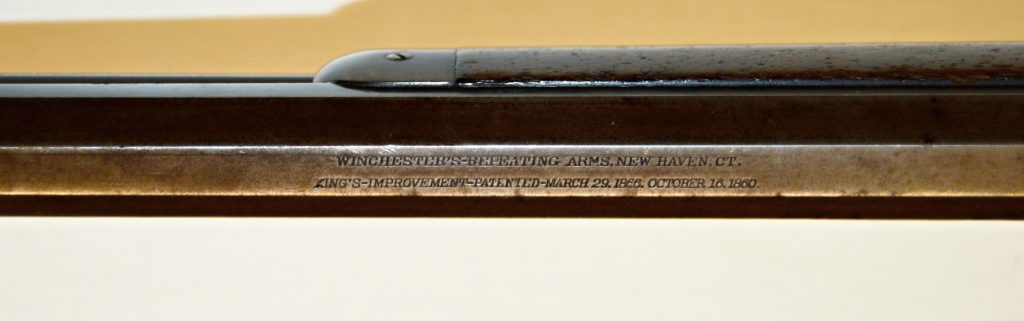 WINCHESTER'S-REPEATING ARMS. NEW HAVEN. CT.
KING'S-IMPROVEMENT-PATENTED-MARCH 29. 1866. OCTOBER 16. 1860.